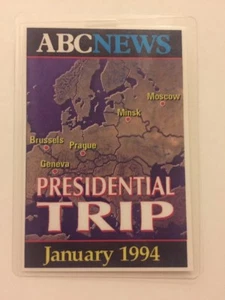 ABCNEWS
Moscow
Minsk
Brussels
Prague
Geneva
PRESIDENTIAL
TRIP
January 1994